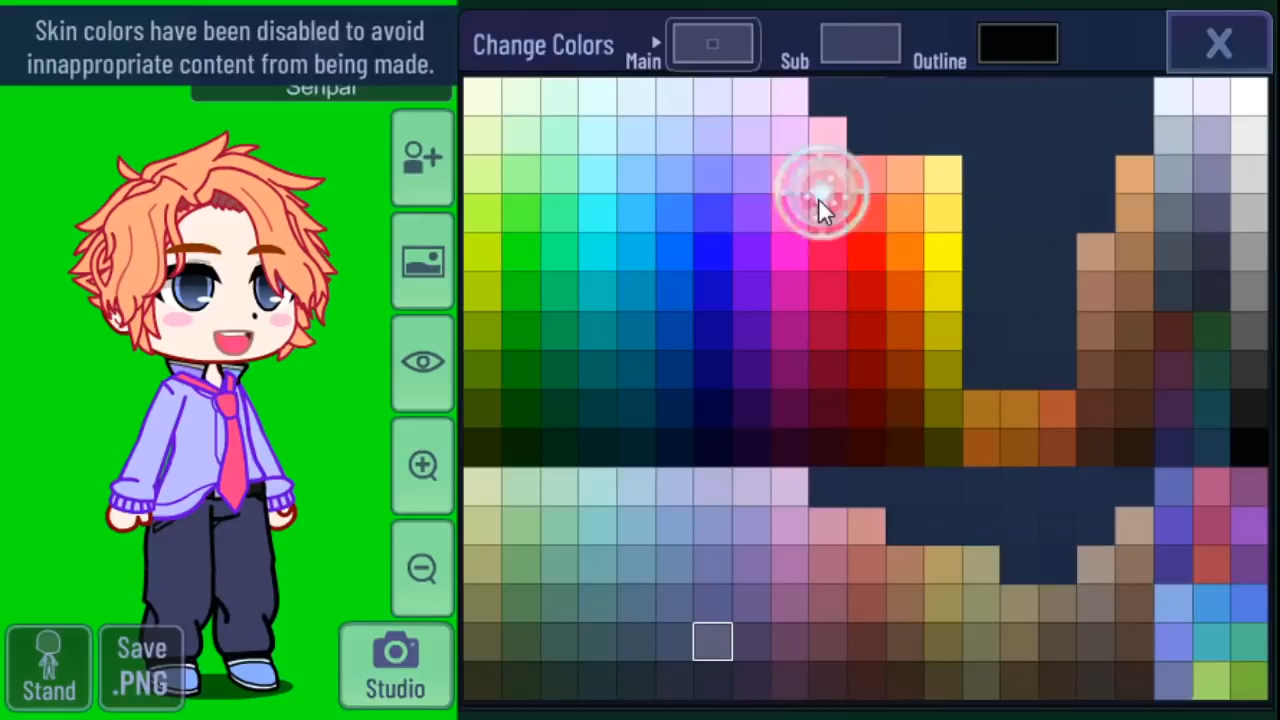 Skin colors have been disabled to avoid
innappropriate content from being made.
Senpai
Change Colors
Main
Sub
Outline
X
Stand
Save
.PNG
Studio